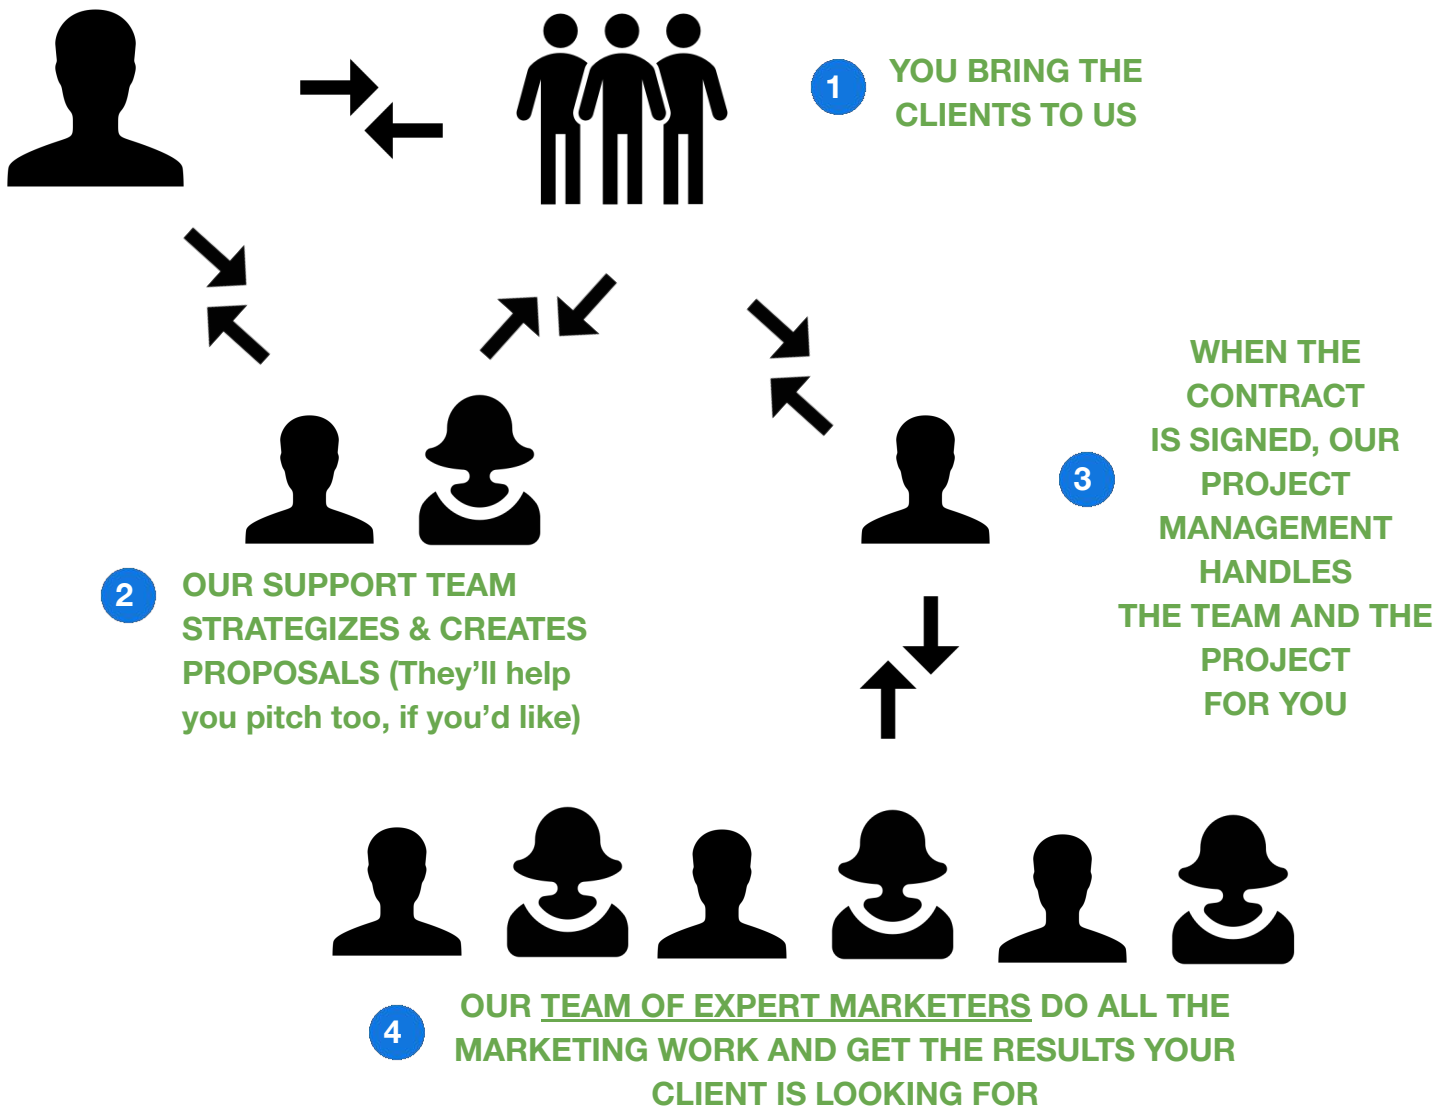 1
YOU BRING THE
CLIENTS TO US
2
OUR SUPPORT TEAM
STRATEGIZES & CREATES
PROPOSALS (They’ll help
you pitch too, if you’d like)
3
WHEN THE
CONTRACT
IS SIGNED, OUR
PROJECT
MANAGEMENT
HANDLES
THE TEAM AND THE
PROJECT
FOR YOU
4
OUR TEAM OF EXPERT MARKETERS DO ALL THE
MARKETING WORK AND GET THE RESULTS YOUR
CLIENT IS LOOKING FOR